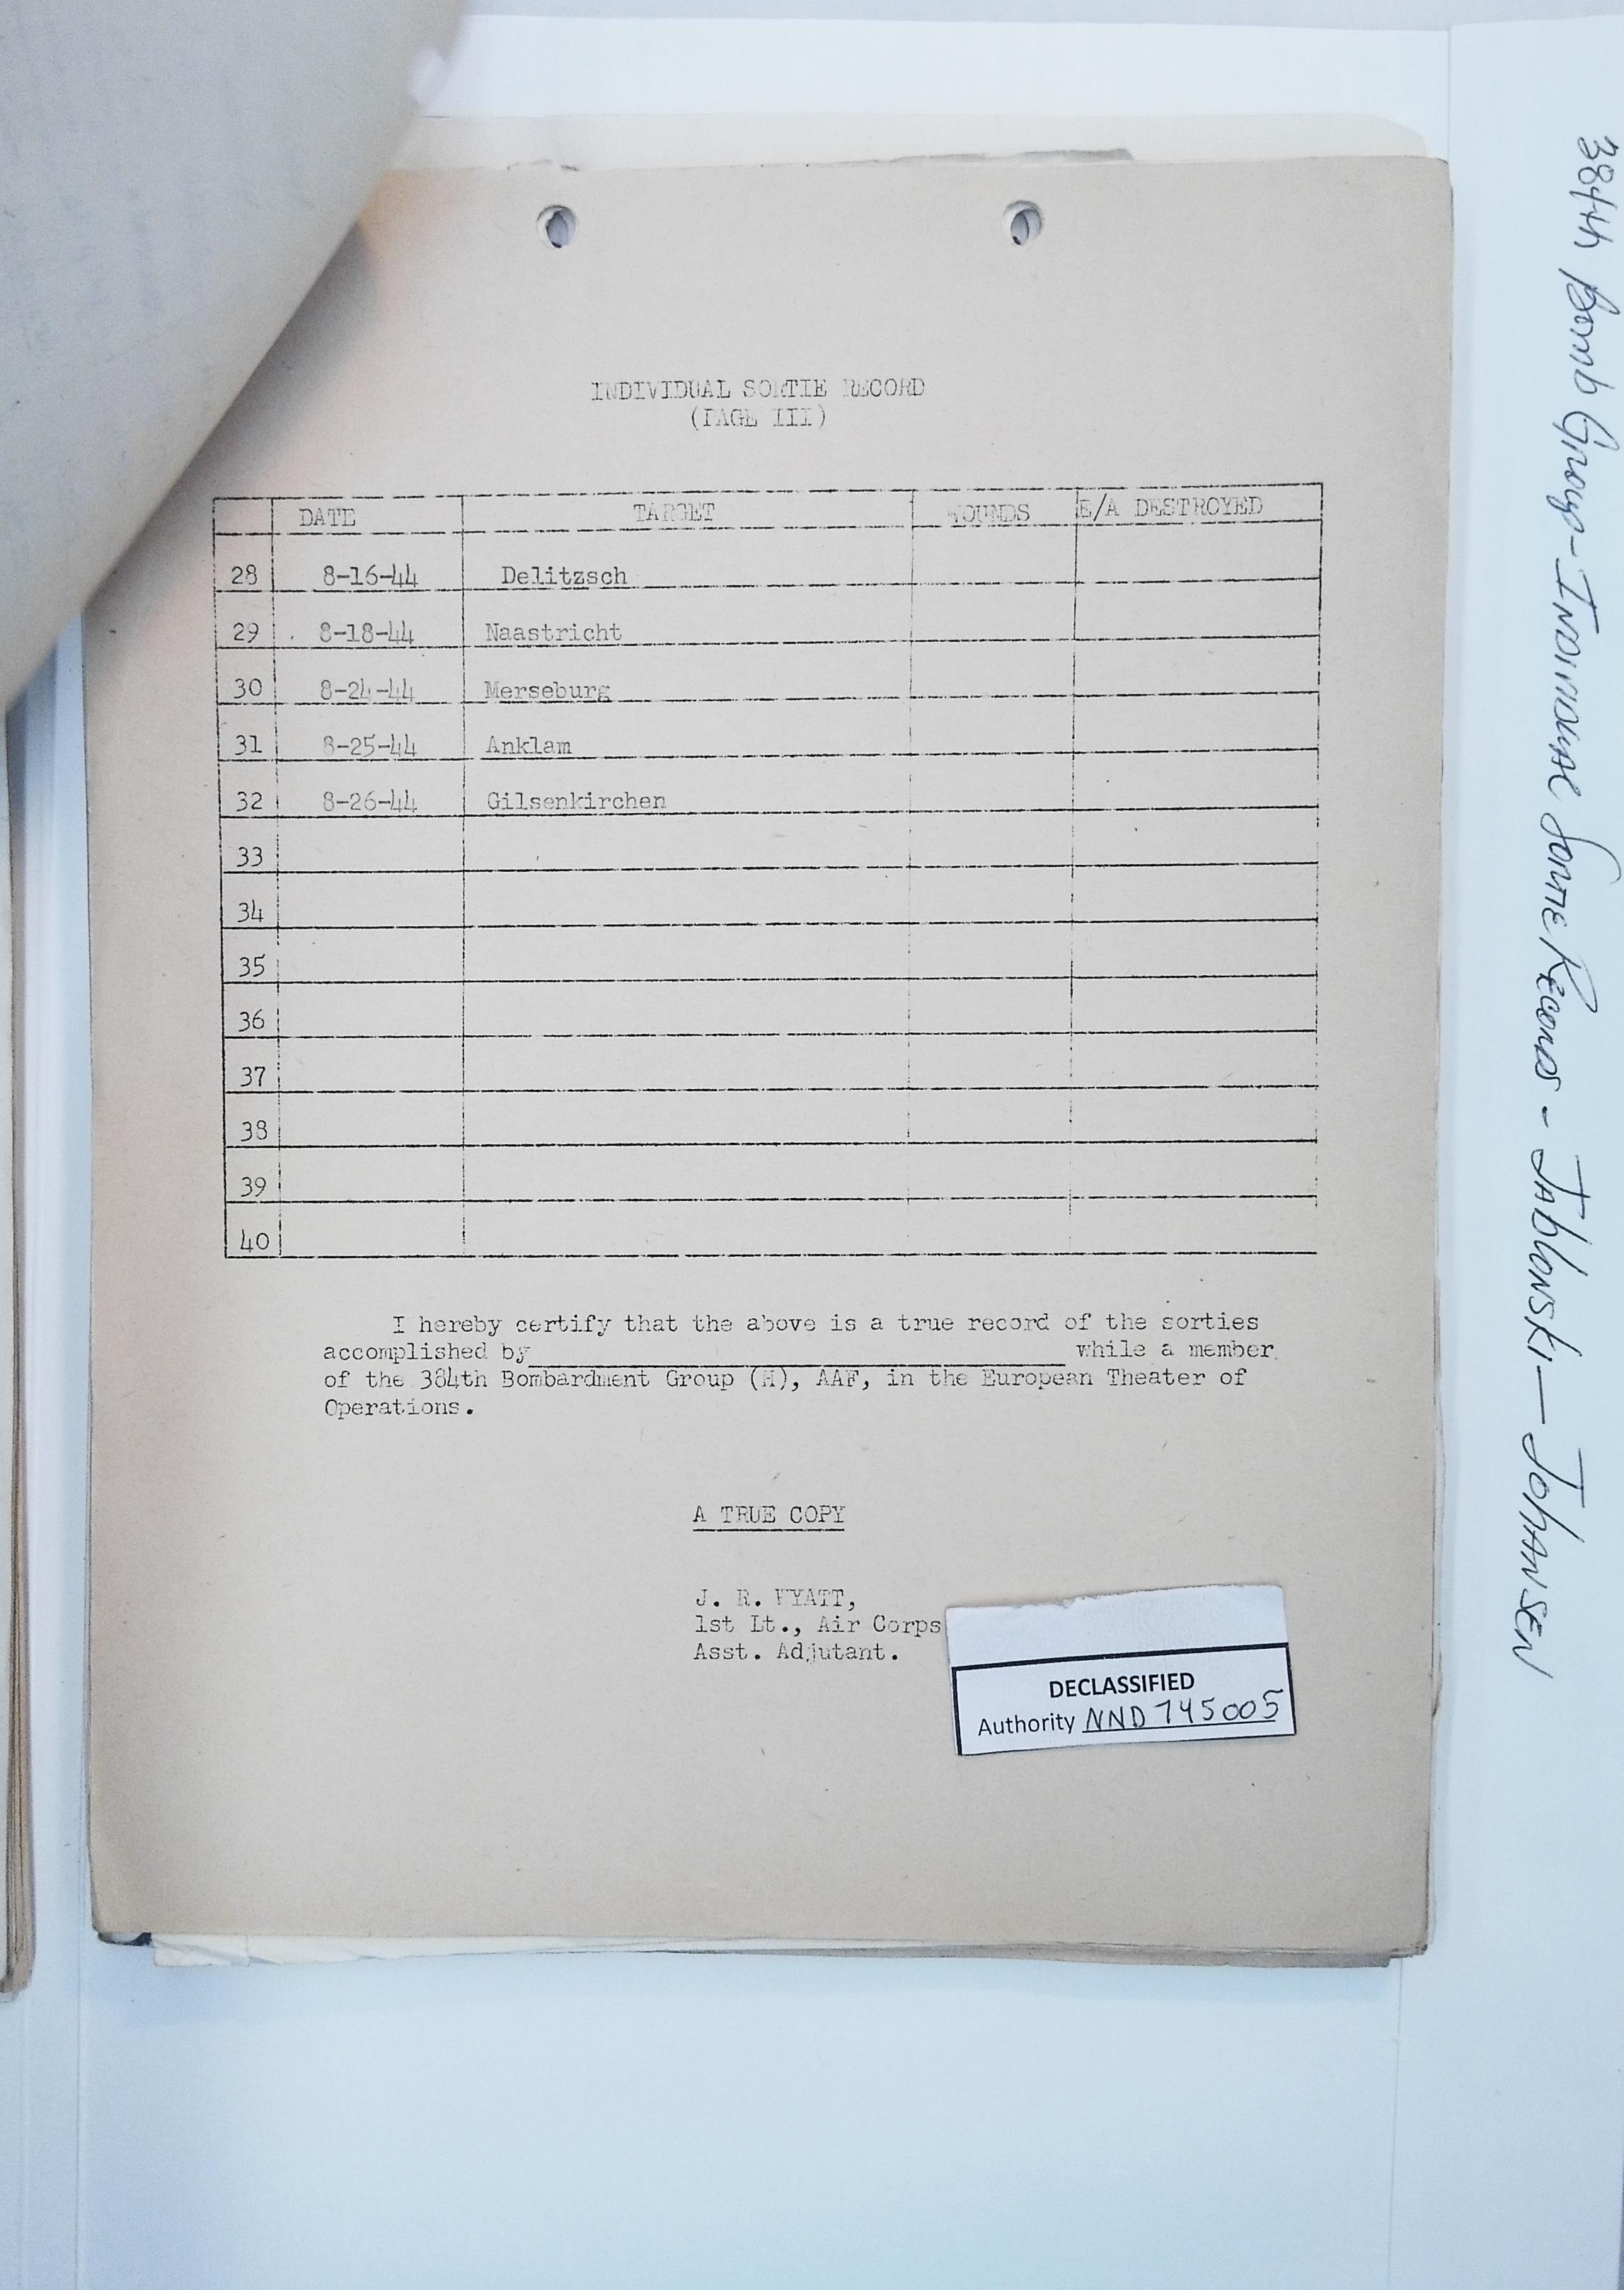 INDIVIDUAL SORTIE RECORD
(PAGE III)
DATE TARGET WOUNDS E/A DESTROYED
28 8-16-44 Delitzsch
29 8-18-44 Naastricht
30 8-24-44 Merseburg
31 8-25-44 Anklam
32 8-26-44 Gilsenkirchen
33
34
35
36
37
38
39
40
I hereby certify that the above is a true record of the sorties
accomplished by while a member
of the 384th Bombardment Group (H), AAF, in the European Theater of
Operations.
A TRUE COPY
J. R. WYATT,
1st Lt., Air Corps
Asst. Adjutant.
DECLASSIFIED
Authority NND 745005
384th Bomb Group - Individual Sortie Records - Jablonski — Johansen